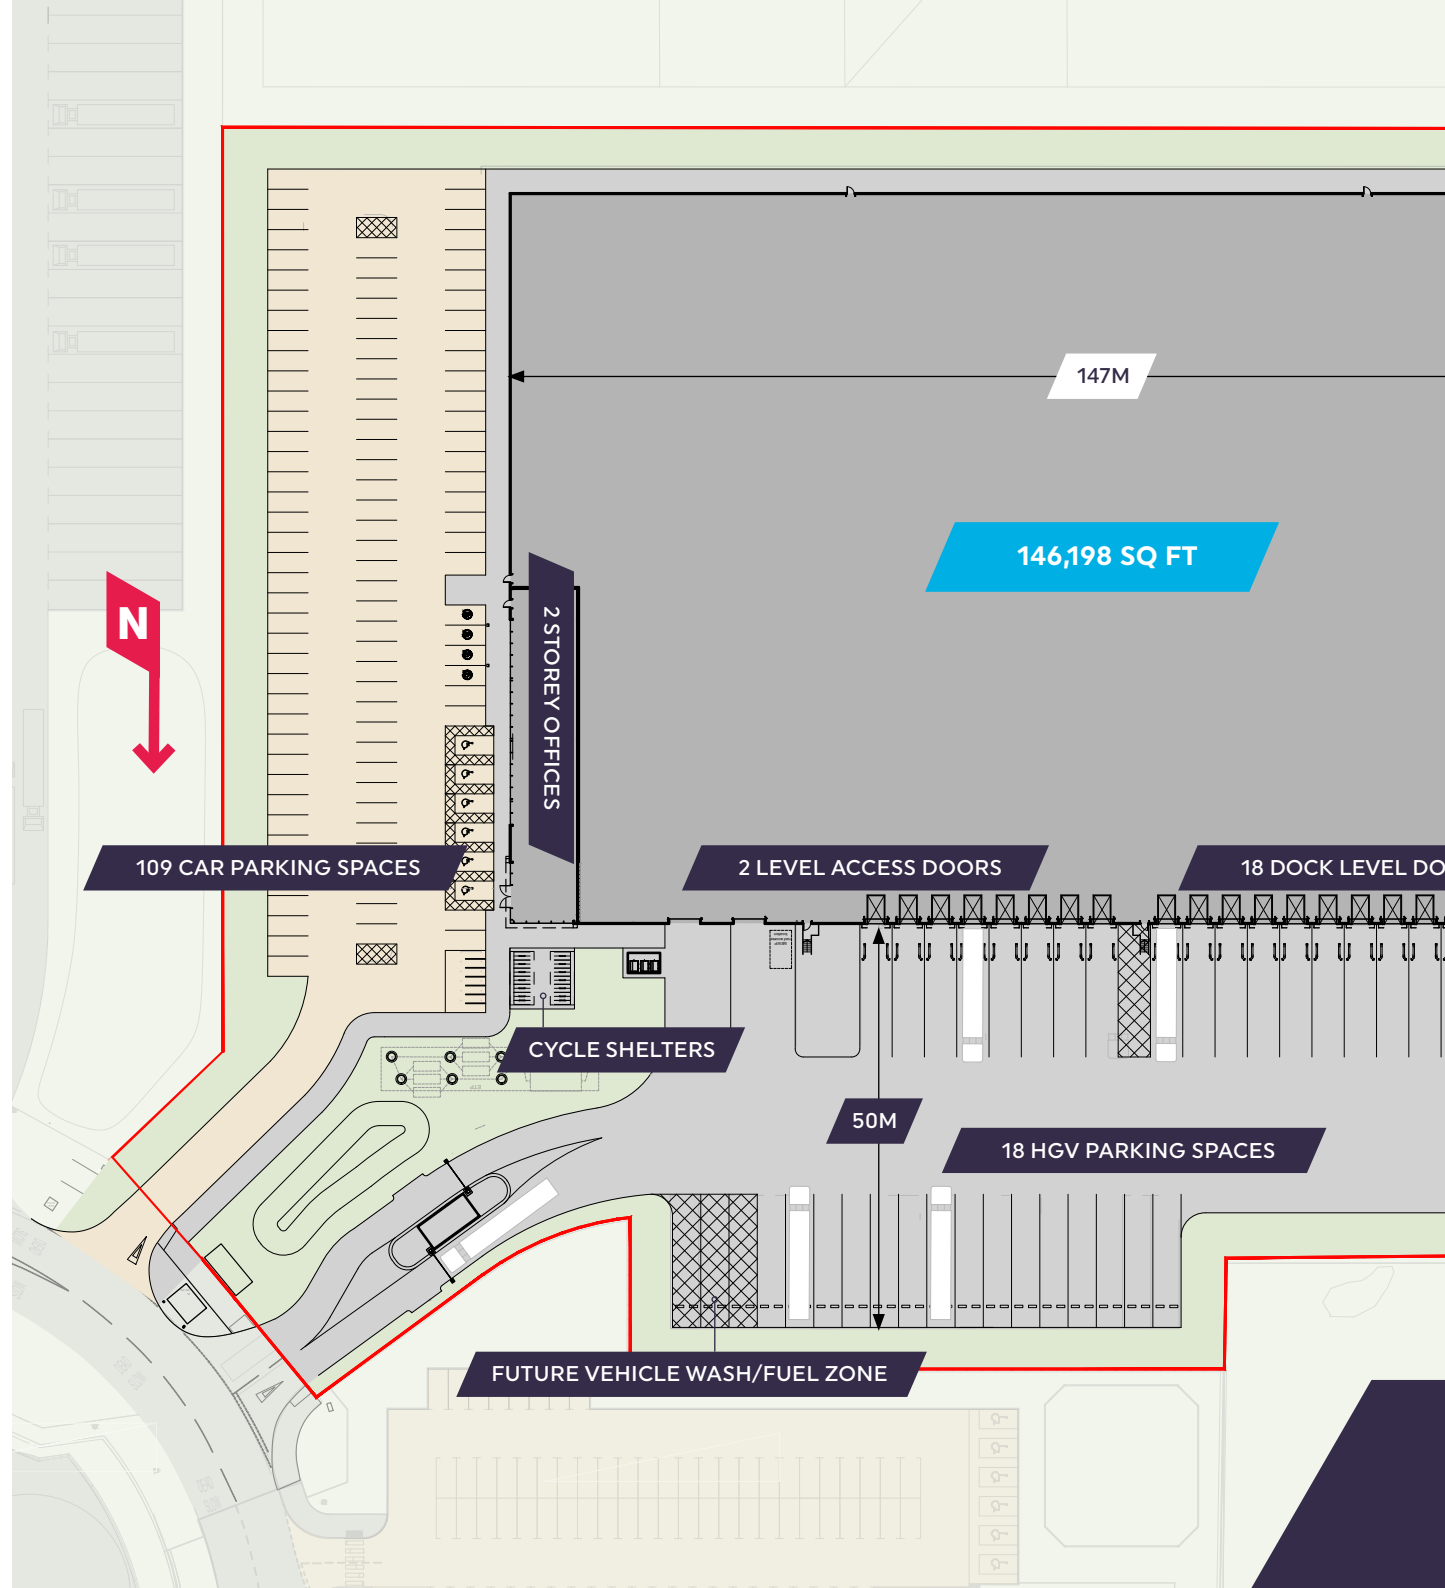 147M
146,198 SQ FT
N
2 STOREY OFFICES
109 CAR PARKING SPACES
2 LEVEL ACCESS DOORS
18 DOCK LEVEL DO
CYCLE SHELTERS
50M
18 HGV PARKING SPACES
FUTURE VEHICLE WASH/FUEL ZONE